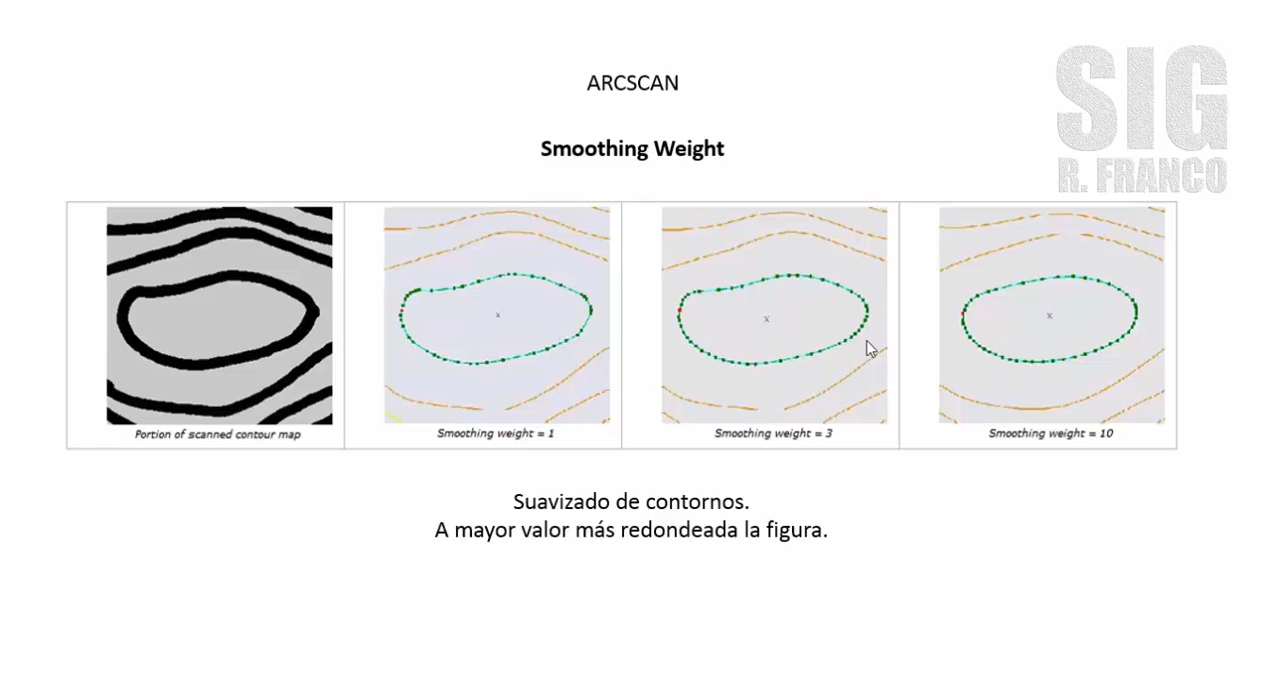 ARCSCAN
SIG
R. FRANCO
Smoothing Weight
Portion of scanned contour map
Smoothing weight = 1
Smoothing weight = 3
Smoothing weight = 10
Suavizado de contornos.
A mayor valor más redondeada la figura.